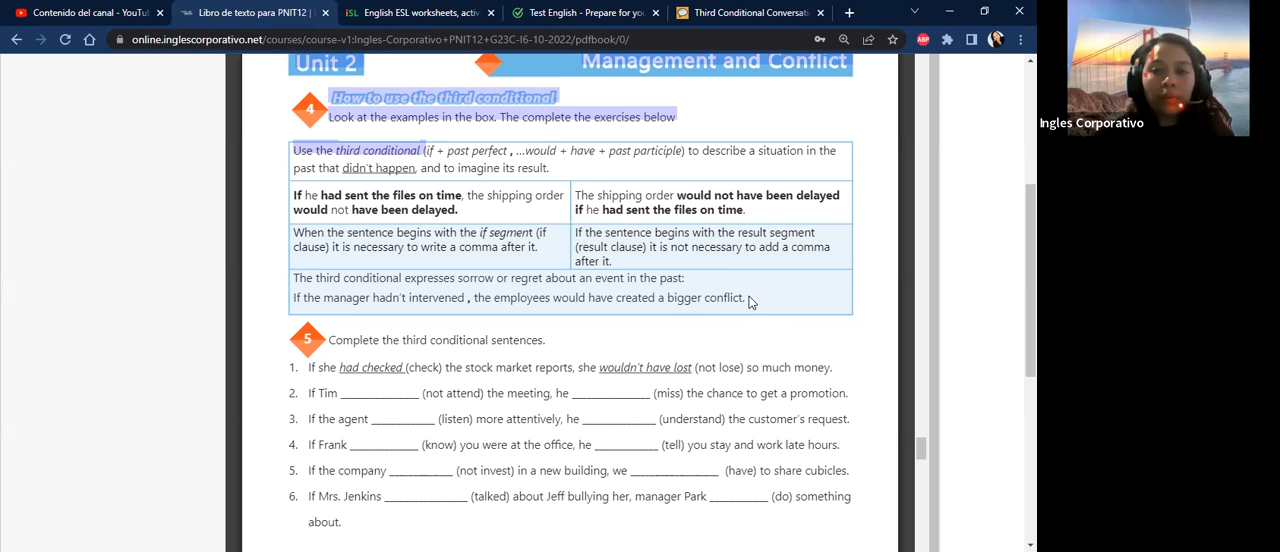 Contenido del canal - YouTu
Libro de texto para PNIT12 |
iSL English ESL worksheets, activ
Test English - Prepare for yo
Third Conditional Conversati
online.inglescorporativo.net/courses/course-v1:Ingles-Corporativo+PNIT12+G23C-I6-10-2022/pdfbook/0/
ABP
Ingles Corporativo
Unit 2
Management and Conflict
4 How to use the third conditional
Look at the examples in the box. The complete the exercises below
Use the third conditional (if + past perfect , ...would + have + past participle) to describe a situation in the
past that didn't happen, and to imagine its result.
If he had sent the files on time, the shipping order
would not have been delayed.
The shipping order would not have been delayed
if he had sent the files on time.
When the sentence begins with the if segment (if
clause) it is necessary to write a comma after it.
If the sentence begins with the result segment
(result clause) it is not necessary to add a comma
after it.
The third conditional expresses sorrow or regret about an event in the past:
If the manager hadn't intervened , the employees would have created a bigger conflict.
5 Complete the third conditional sentences.
1. If she had checked (check) the stock market reports, she wouldn't have lost (not lose) so much money.
2. If Tim ______________ (not attend) the meeting, he ______________ (miss) the chance to get a promotion.
3. If the agent ___________ (listen) more attentively, he _____________ (understand) the customer's request.
4. If Frank ____________ (know) you were at the office, he ___________ (tell) you stay and work late hours.
5. If the company ___________ (not invest) in a new building, we ________________ (have) to share cubicles.
6. If Mrs. Jenkins _______________ (talked) about Jeff bullying her, manager Park ___________ (do) something
about.